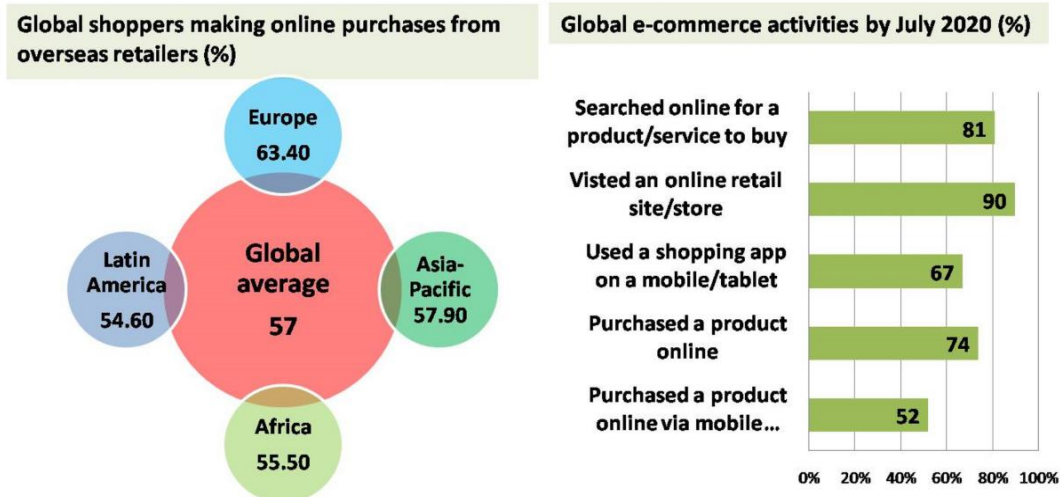 Global shoppers making online purchases from
overseas retailers (%)
Europe
63.40
Latin
America
54.60
Global
average
57
Asia-
Pacific
57.90
Africa
55.50
Global e-commerce activities by July 2020 (%)
Searched online for a
product/service to buy
81
Visted an online retail
site/store
90
Used a shopping app
on a mobile/tablet
67
Purchased a product
online
74
Purchased a product
online via mobile...
52
0% 20% 40% 60% 80% 100%